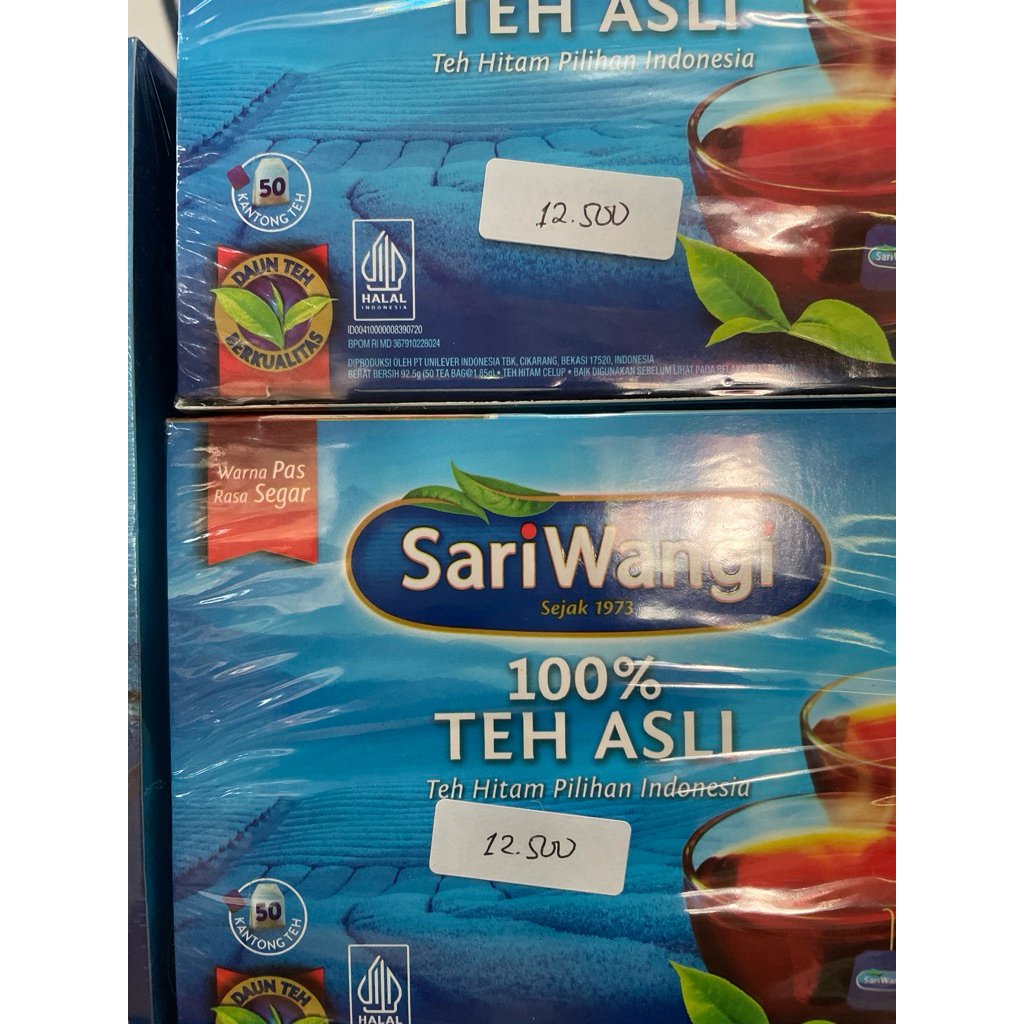 TEH ASLI
Teh Hitam Pilihan Indonesia
50
KANTONG TEH
12.500
DAUN TEH
BERKUALITAS
HALAL
INDONESIA
ID00410000008390720
BPOM RI MD 367910228024
DIPRODUKSI OLEH PT UNILEVER INDONESIA TBK, CIKARANG, BEKASI 17520, INDONESIA
BERAT BERSIH 92.5g (50 TEA BAG@1.85g) • TEH HITAM CELUP • BAIK DIGUNAKAN SEBELUM LIHAT PADA BELAKANG
Warna Pas
Rasa Segar
SariWangi
Sejak 1973
100%
TEH ASLI
Teh Hitam Pilihan Indonesia
12.500
50
KANTONG TEH
DAUN TEH
HALAL